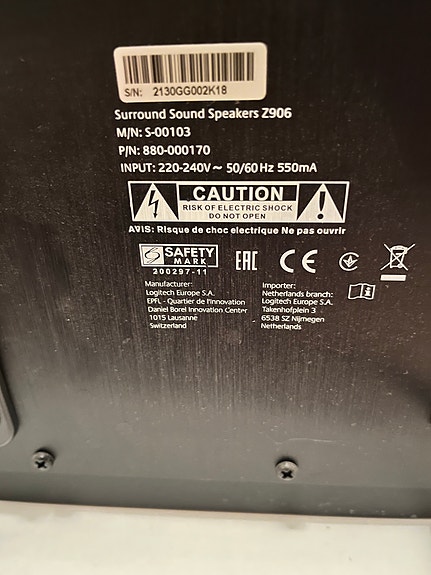 S/N: 2130GG002K18
Surround Sound Speakers Z906
M/N: S-00103
P/N: 880-000170
INPUT: 220-240V ~ 50/60 Hz 550mA
CAUTION
RISK OF ELECTRIC SHOCK
DO NOT OPEN
AVIS: Risque de choc electrique Ne pas ouvrir
S SAFETY
MARK
200297-11
EAC
CE
Manufacturer:
Logitech Europe S.A.
EPFL - Quartier de l'Innovation
Daniel Borel Innovation Center
1015 Lausanne
Switzerland
Importer:
Netherlands branch:
Logitech Europe S.A.
Takenhofplein 3
6538 SZ Nijmegen
Netherlands